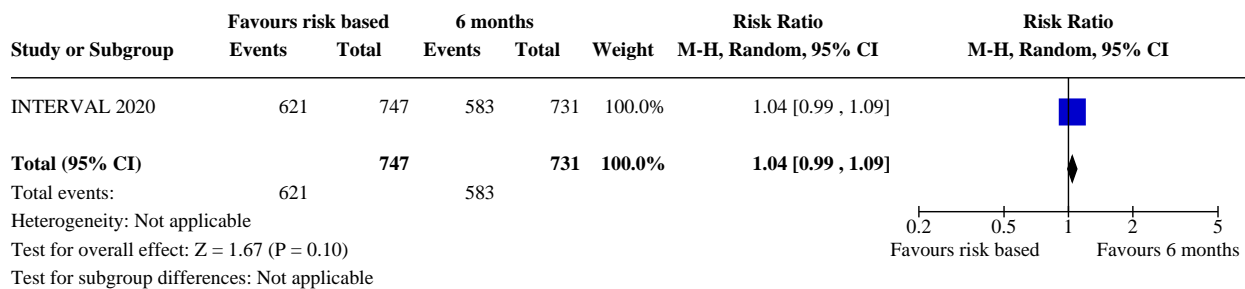 Favours risk based 6 months Risk Ratio Risk Ratio
Study or Subgroup Events Total Events Total Weight M-H, Random, 95% CI M-H, Random, 95% CI
INTERVAL 2020 621 747 583 731 100.0% 1.04 [0.99 , 1.09]
Total (95% CI) 747 731 100.0% 1.04 [0.99 , 1.09]
Total events: 621 583
Heterogeneity: Not applicable
0.2 0.5 1 2 5
Test for overall effect: Z = 1.67 (P = 0.10) Favours risk based Favours 6 months
Test for subgroup differences: Not applicable